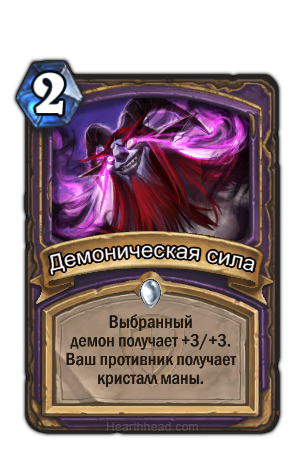 2
Демоническая сила
Выбранный
демон получает +3/+3.
Ваш противник получает
кристалл маны.
Hearthhead.com